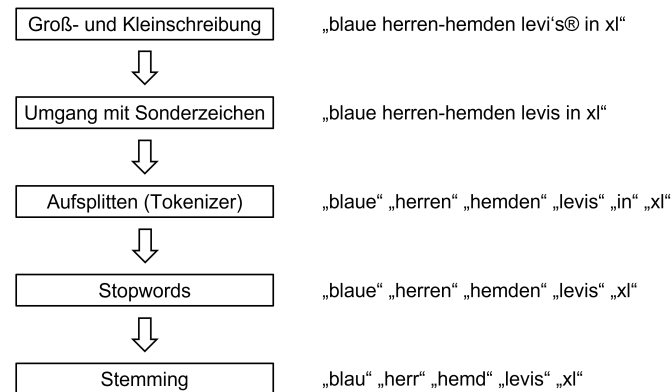 Groß- und Kleinschreibung „blaue herren-hemden levi‘s® in xl“
Umgang mit Sonderzeichen „blaue herren-hemden levis in xl“
Aufsplitten (Tokenizer) „blaue“ „herren“ „hemden“ „levis“ „in“ „xl“
Stopwords „blaue“ „herren“ „hemden“ „levis“ „xl“
Stemming „blau“ „herr“ „hemd“ „levis“ „xl“